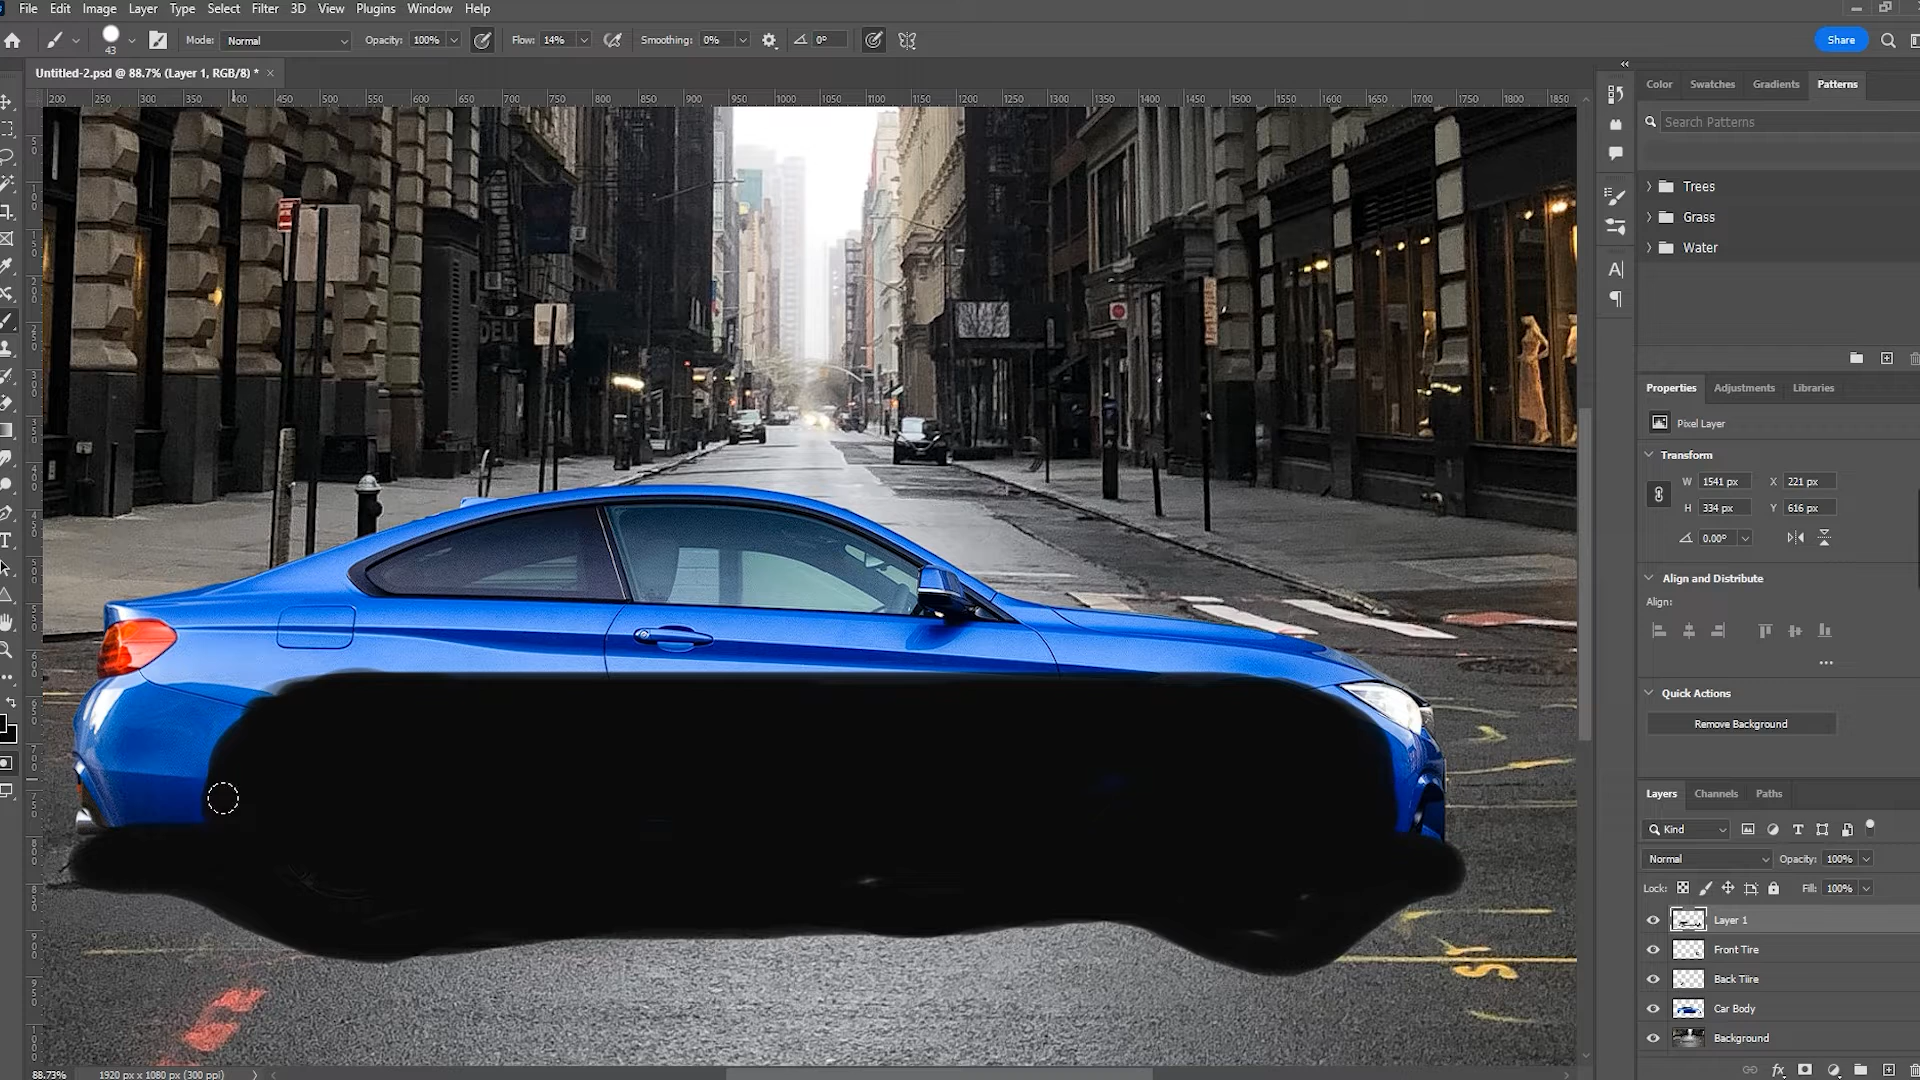 File Edit Image Layer Type Select Filter 3D View Plugins Window Help
43 Mode: Normal Opacity: 100% Flow: 14% Smoothing: 0% 0° Share
Untitled-2.psd @ 88.7% (Layer 1, RGB/8) * ×
200 250 300 350 400 450 500 550 600 650 700 750 800 850 900 950 1000 1050 1100 1150 1200 1250 1300 1350 1400 1450 1500 1550 1600 1650 1700 1750 1800 1850
Color Swatches Gradients Patterns
Search Patterns
Trees
Grass
Water
Properties Adjustments Libraries
Pixel Layer
Transform
W 1541 px X 221 px
H 334 px Y 616 px
0.00°
Align and Distribute
Align:
Quick Actions
Remove Background
Layers Channels Paths
Kind
Normal Opacity: 100%
Lock: Fill: 100%
Layer 1
Front Tire
Back Tiire
Car Body
Background
fx
88.73% 1920 px x 1080 px (300 ppi)